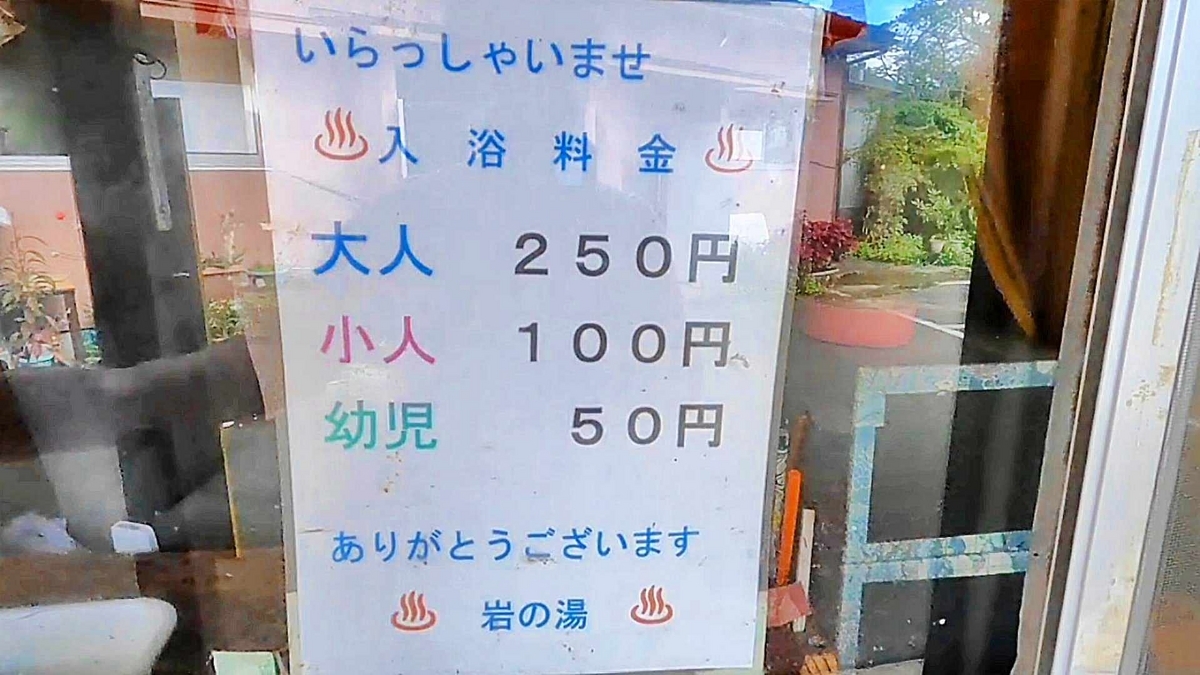 いらっしゃいませ
♨入浴料金♨
大人 250円
小人 100円
幼児 50円
ありがとうございます
♨ 岩の湯 ♨